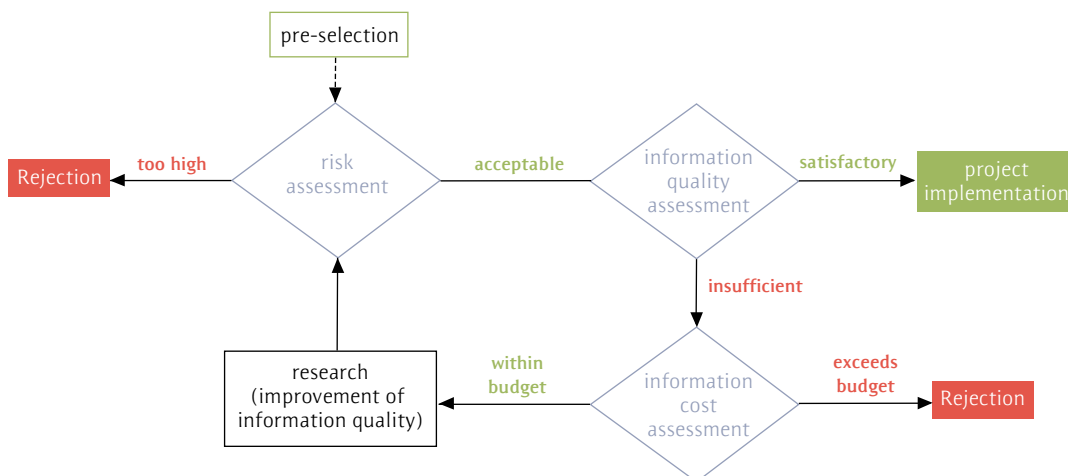 pre-selection
Rejection
too high
risk
assessment
acceptable
information
quality
assessment
satisfactory
project
implementation
insufficient
research
(improvement of
information quality)
within
budget
information
cost
assessment
exceeds
budget
Rejection